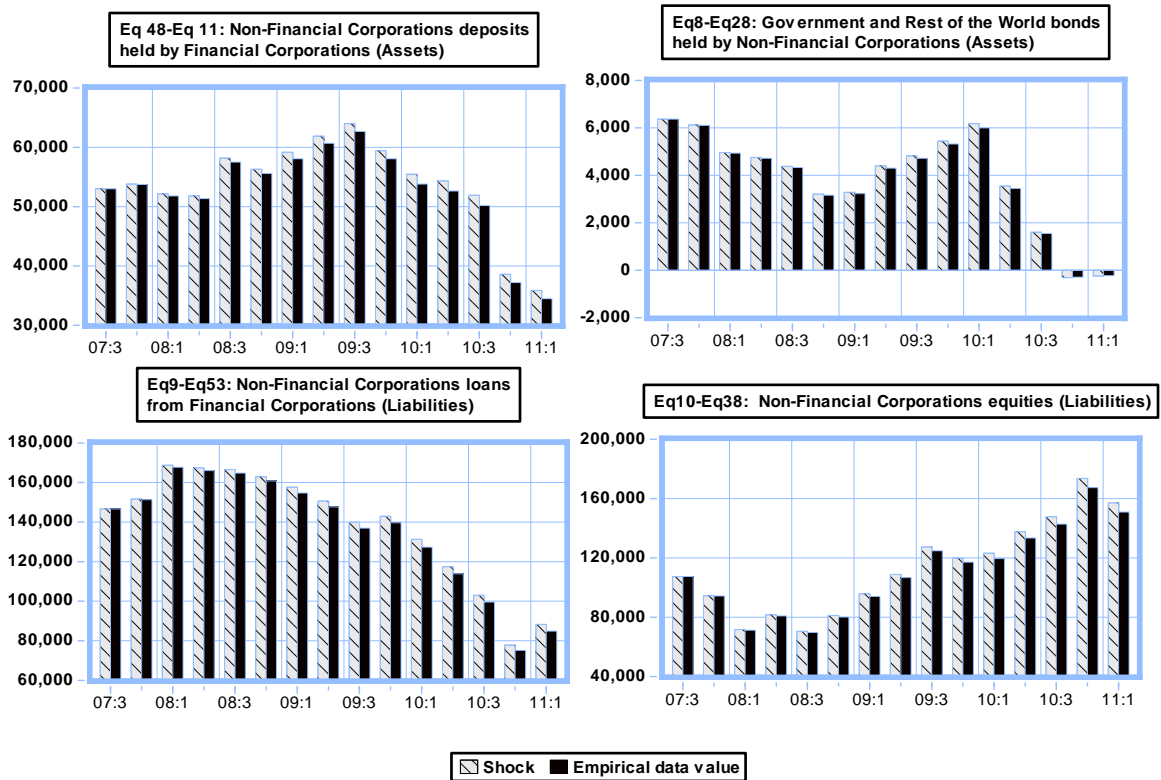 Eq 48-Eq 11: Non-Financial Corporations deposits
held by Financial Corporations (Assets)
70,000
60,000
50,000
40,000
30,000
07:3 08:1 08:3 09:1 09:3 10:1 10:3 11:1
Eq8-Eq28: Government and Rest of the World bonds
held by Non-Financial Corporations (Assets)
8,000
6,000
4,000
2,000
0
-2,000
07:3 08:1 08:3 09:1 09:3 10:1 10:3 11:1
Eq9-Eq53: Non-Financial Corporations loans
from Financial Corporations (Liabilities)
180,000
160,000
140,000
120,000
100,000
80,000
60,000
07:3 08:1 08:3 09:1 09:3 10:1 10:3 11:1
Eq10-Eq38: Non-Financial Corporations equities (Liabilities)
200,000
160,000
120,000
80,000
40,000
07:3 08:1 08:3 09:1 09:3 10:1 10:3 11:1
Shock Empirical data value